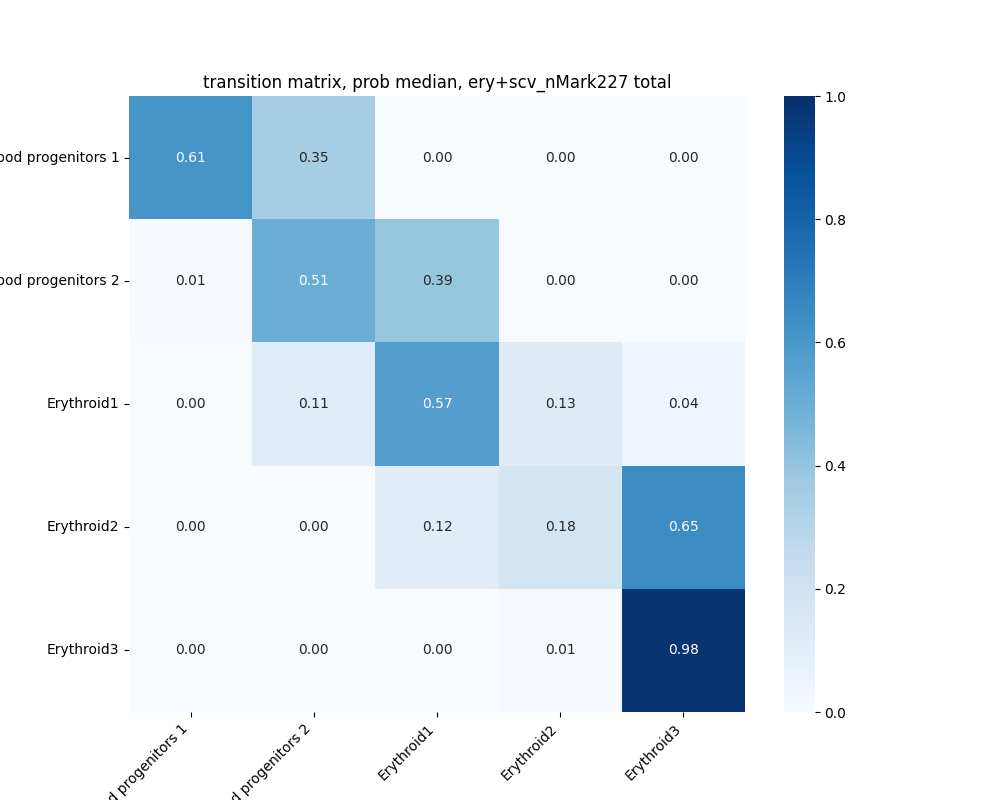 transition matrix, prob median, ery+scv_nMark227 total
ood progenitors 1 0.61 0.35 0.00 0.00 0.00
ood progenitors 2 0.01 0.51 0.39 0.00 0.00
Erythroid1 0.00 0.11 0.57 0.13 0.04
Erythroid2 0.00 0.00 0.12 0.18 0.65
Erythroid3 0.00 0.00 0.00 0.01 0.98
d progenitors 1
d progenitors 2
Erythroid1
Erythroid2
Erythroid3
1.0
0.8
0.6
0.4
0.2
0.0